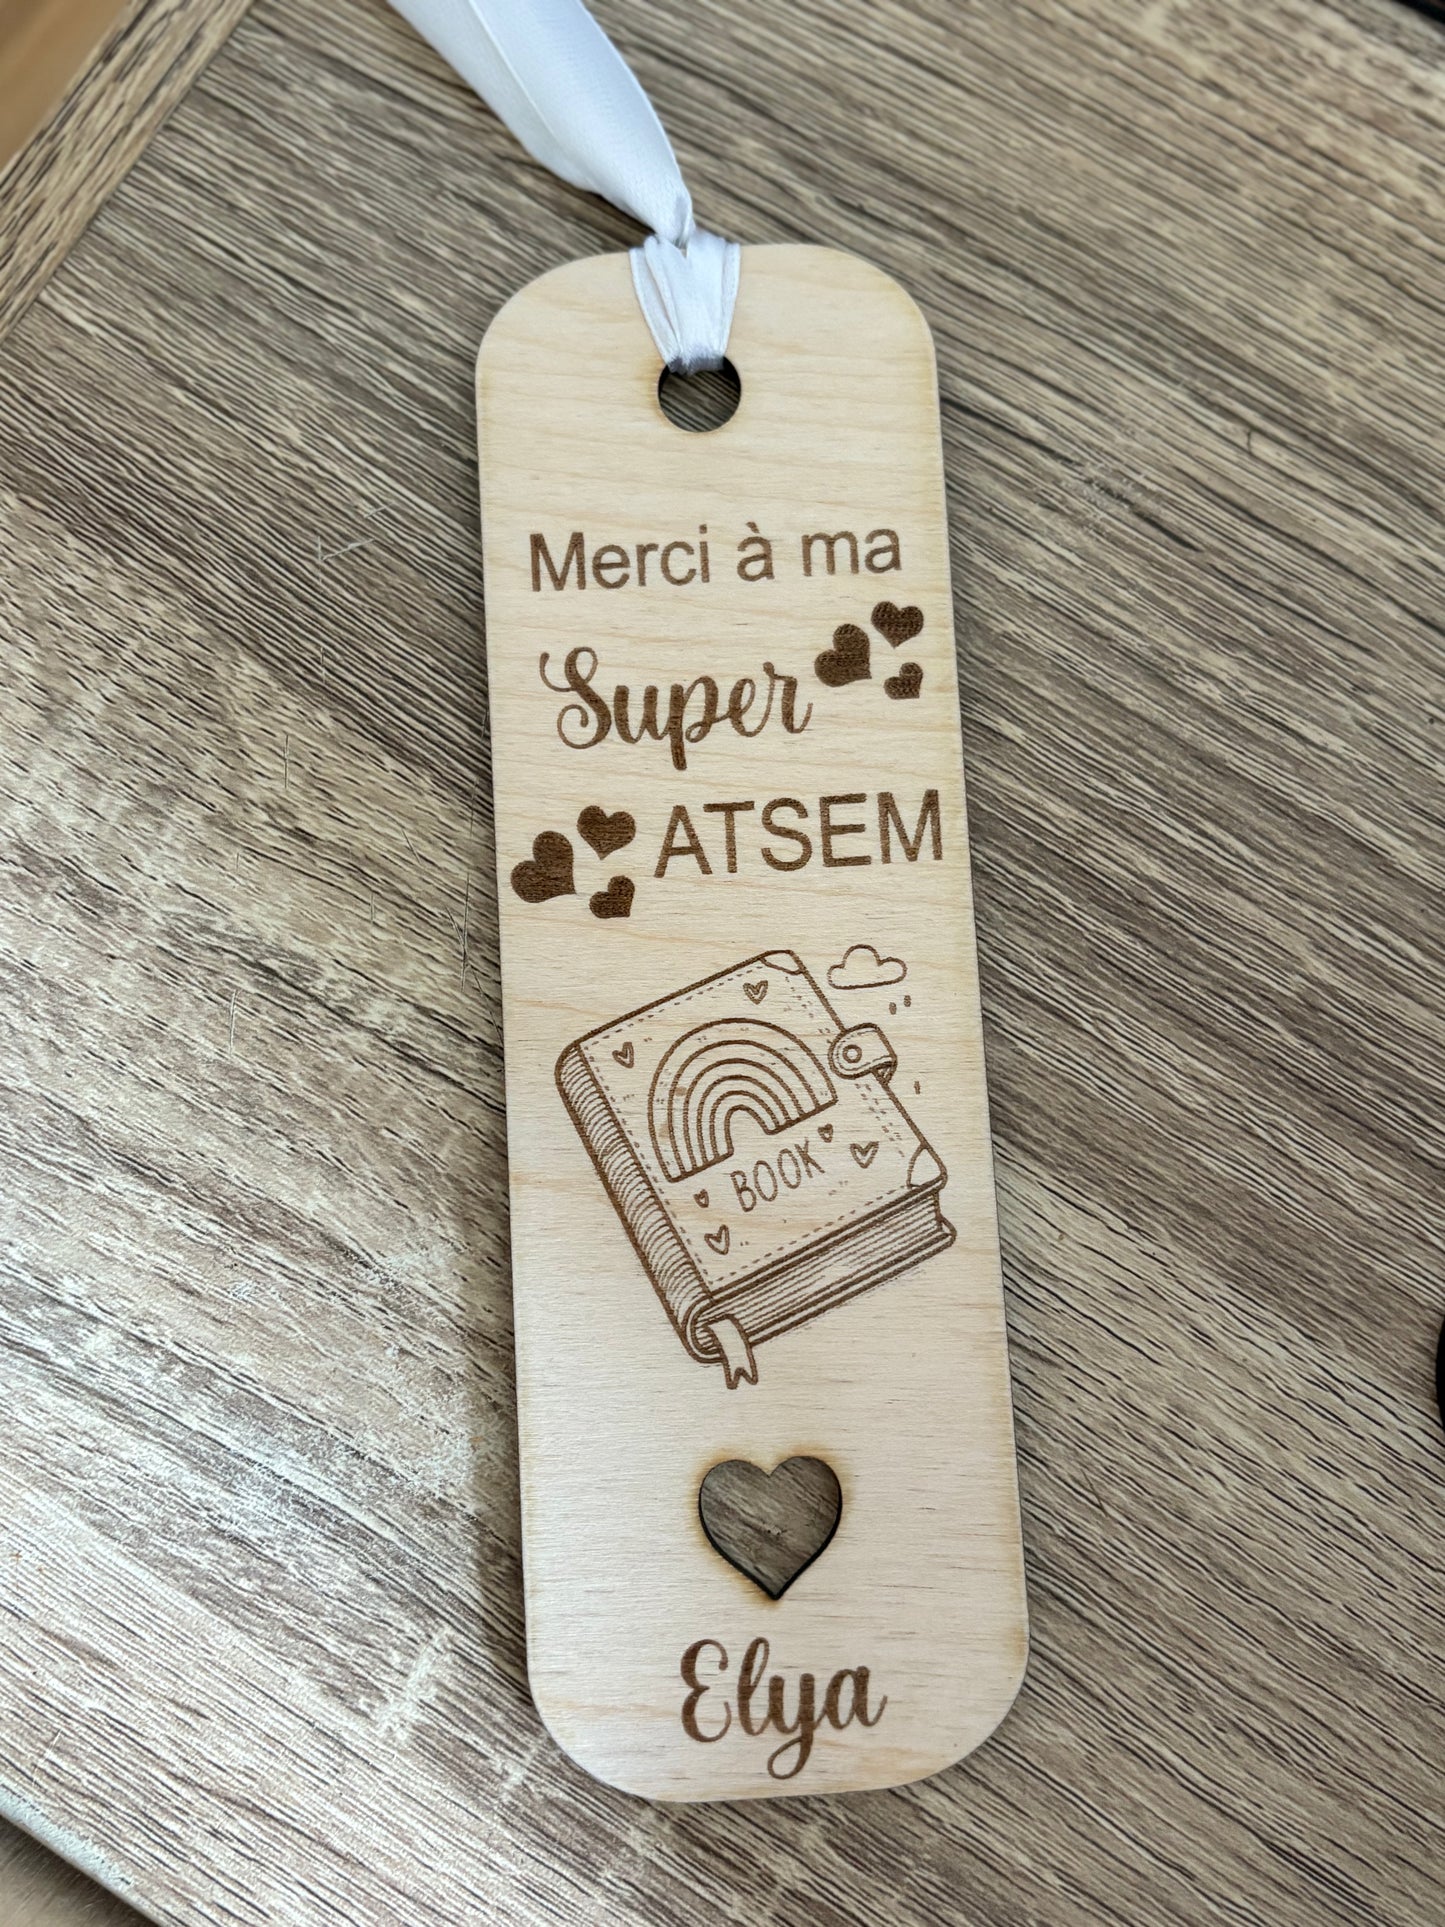 Merci à ma
Super
ATSEM
BOOK
Elya